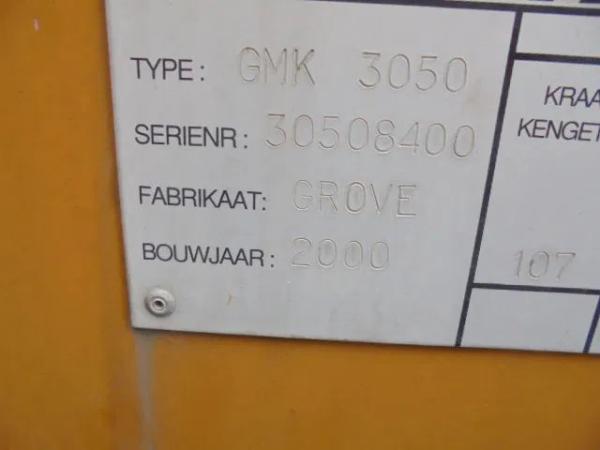 TYPE: GMK 3050
SERIENR: 30508400
FABRIKAAT: GROVE
BOUWJAAR: 2000
KRAA
KENGET
107